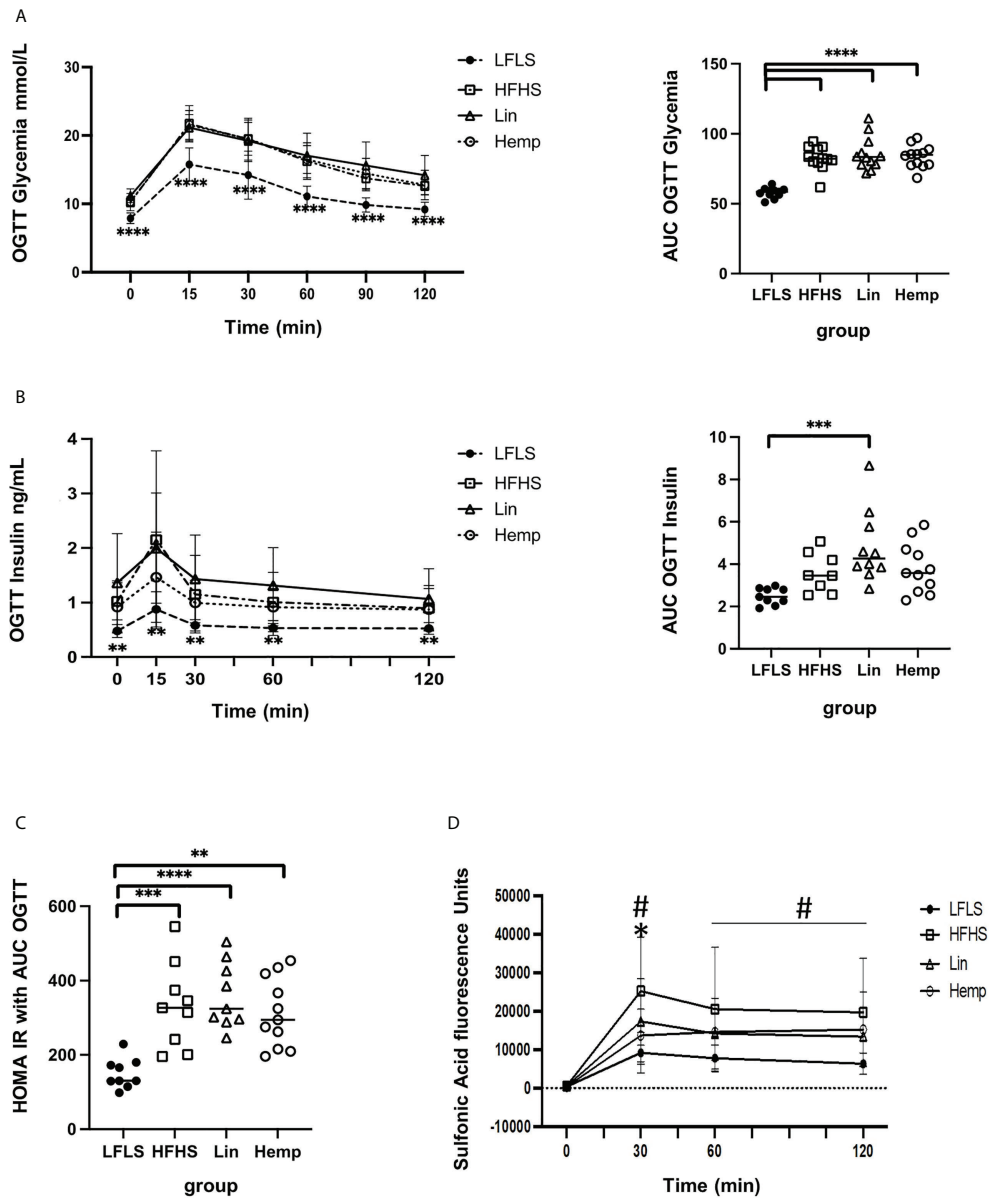 A
OGTT Glycemia mmol/L
30
20
10
0
0 15 30 60 90 120
Time (min)
**** **** **** **** **** ****
LFLS
HFHS
Lin
Hemp
AUC OGTT Glycemia
150
100
50
0
****
LFLS HFHS Lin Hemp
group
B
OGTT Insulin ng/mL
4
3
2
1
0
0 15 30 60 120
Time (min)
** ** ** ** **
LFLS
HFHS
Lin
Hemp
AUC OGTT Insulin
10
8
6
4
2
0
***
LFLS HFHS Lin Hemp
group
C
HOMA IR with AUC OGTT
600
400
200
0
**
****
***
LFLS HFHS Lin Hemp
group
D
Sulfonic Acid fluorescence Units
50000
40000
30000
20000
10000
0
-10000
# #
*
0 30 60 120
Time (min)
LFLS
HFHS
Lin
Hemp